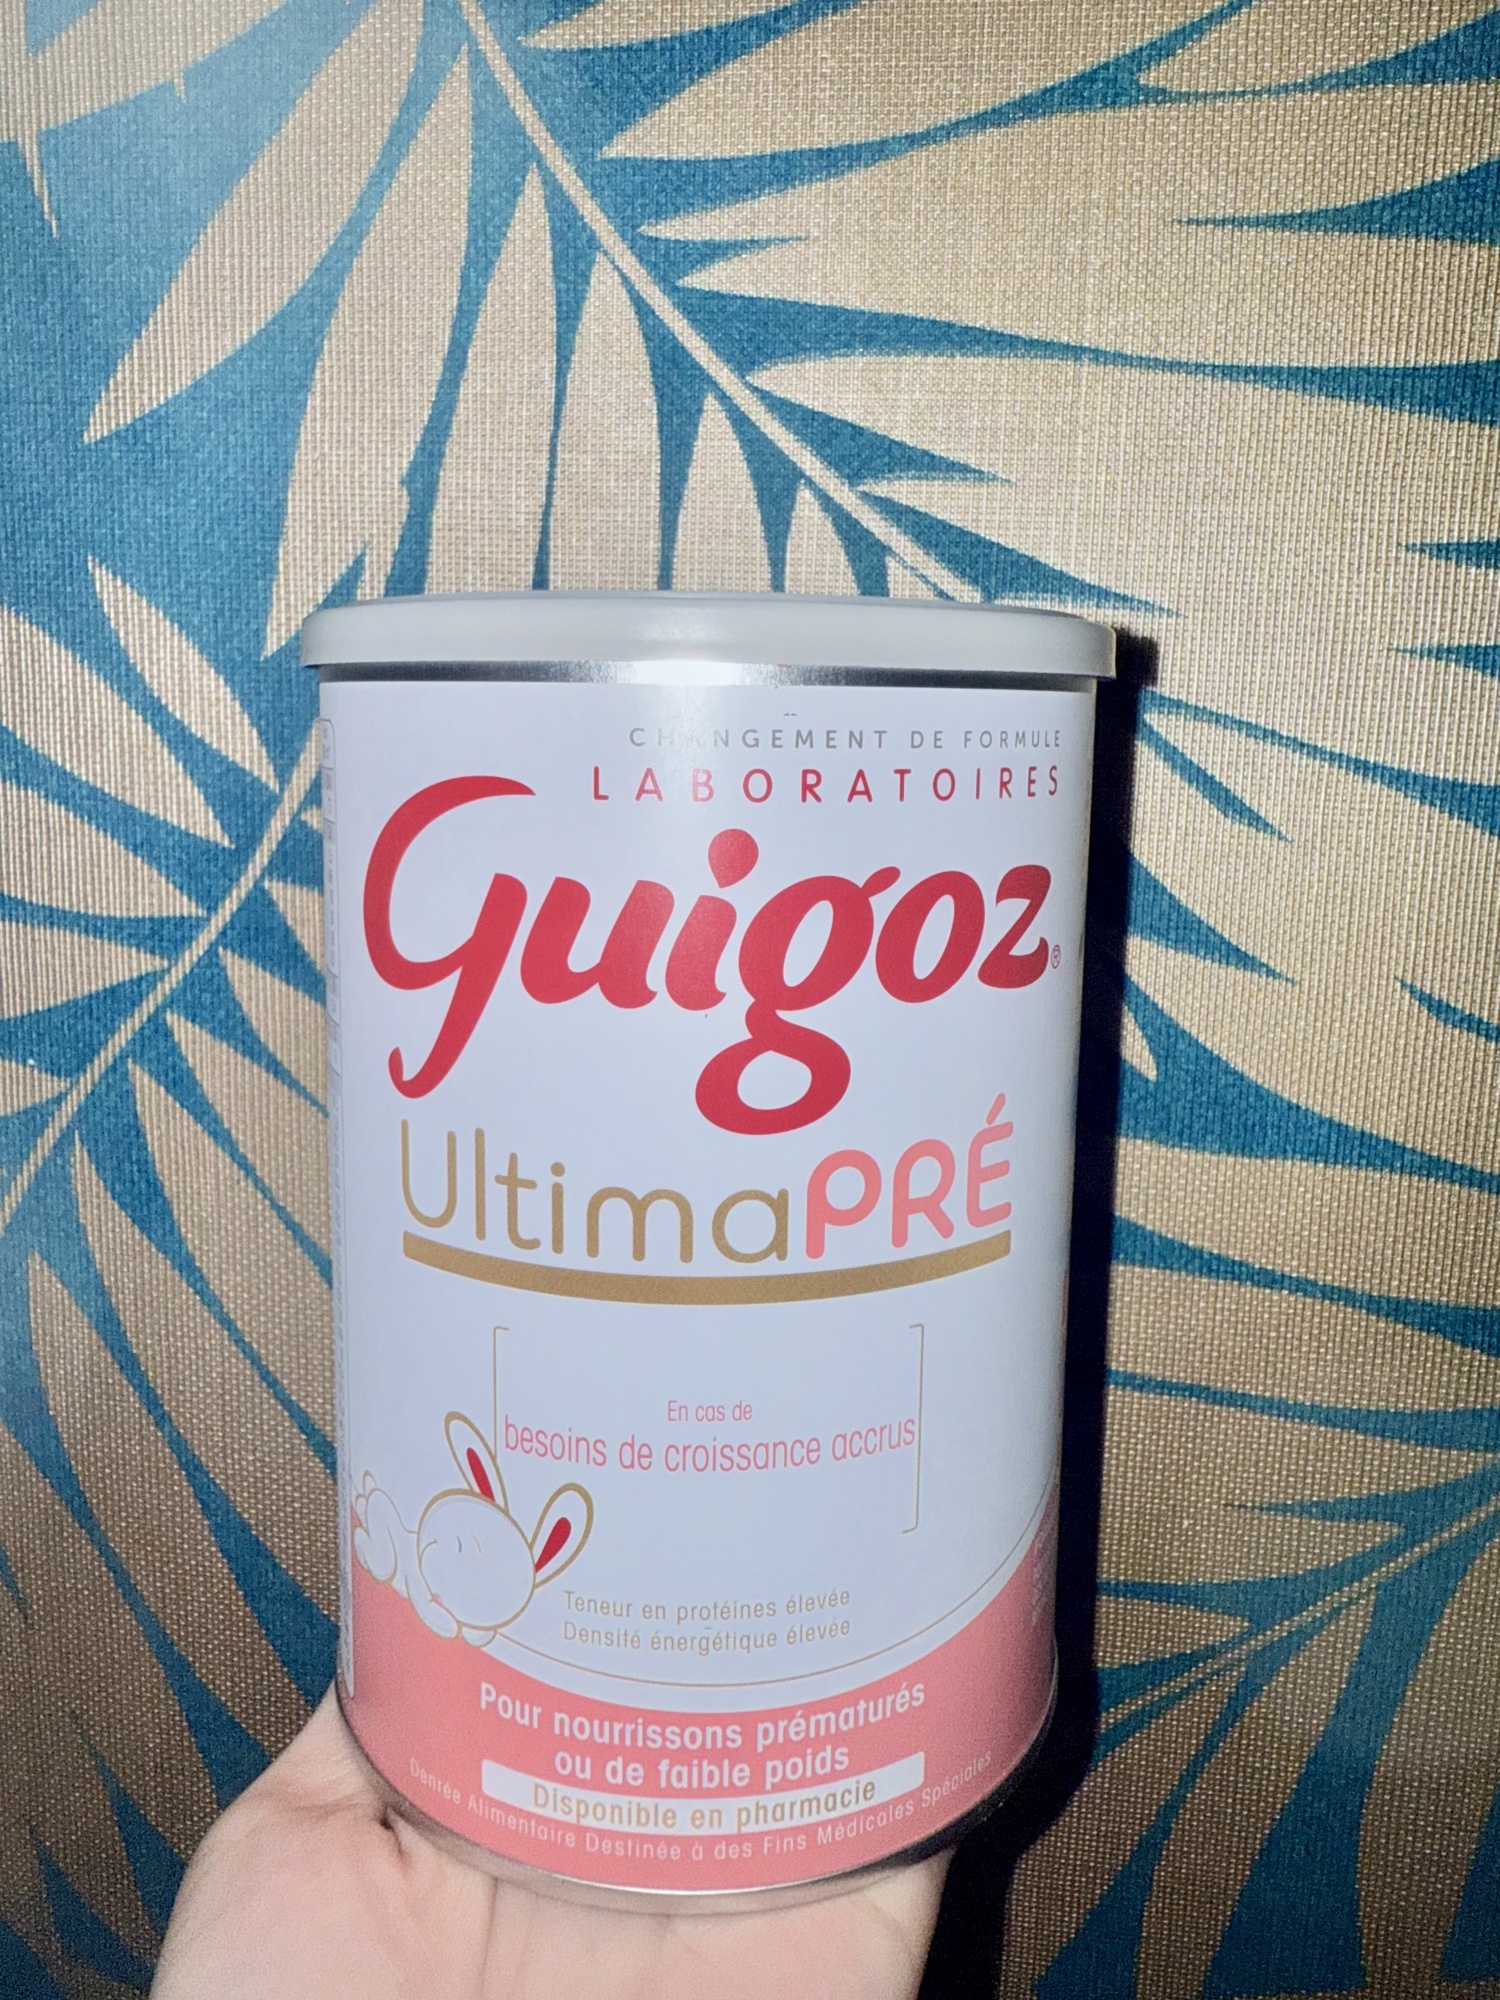 CHANGEMENT DE FORMULE
LABORATOIRES
Guigoz®
UltimaPRÉ
En cas de
besoins de croissance accrus
Teneur en protéines élevée
Densité énergétique élevée
Pour nourrissons prématurés
ou de faible poids
Disponible en pharmacie
Denrée Alimentaire Destinée à des Fins Médicales Spéciales